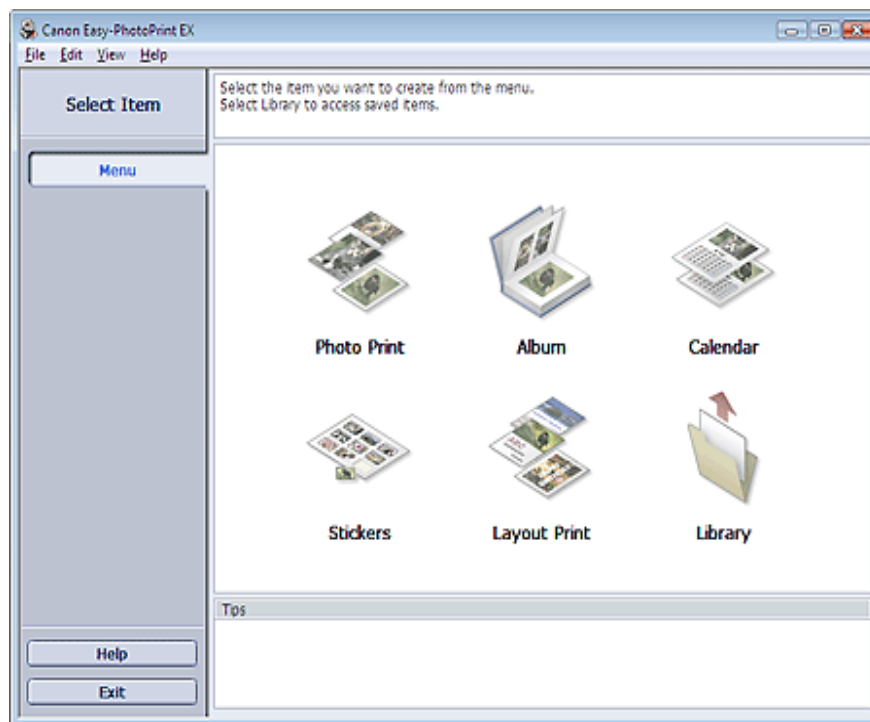 Canon Easy-PhotoPrint EX
File Edit View Help
Select Item
Select the item you want to create from the menu.
Select Library to access saved items.
Menu
Photo Print
Album
Calendar
Stickers
Layout Print
Library
Tips
Help
Exit